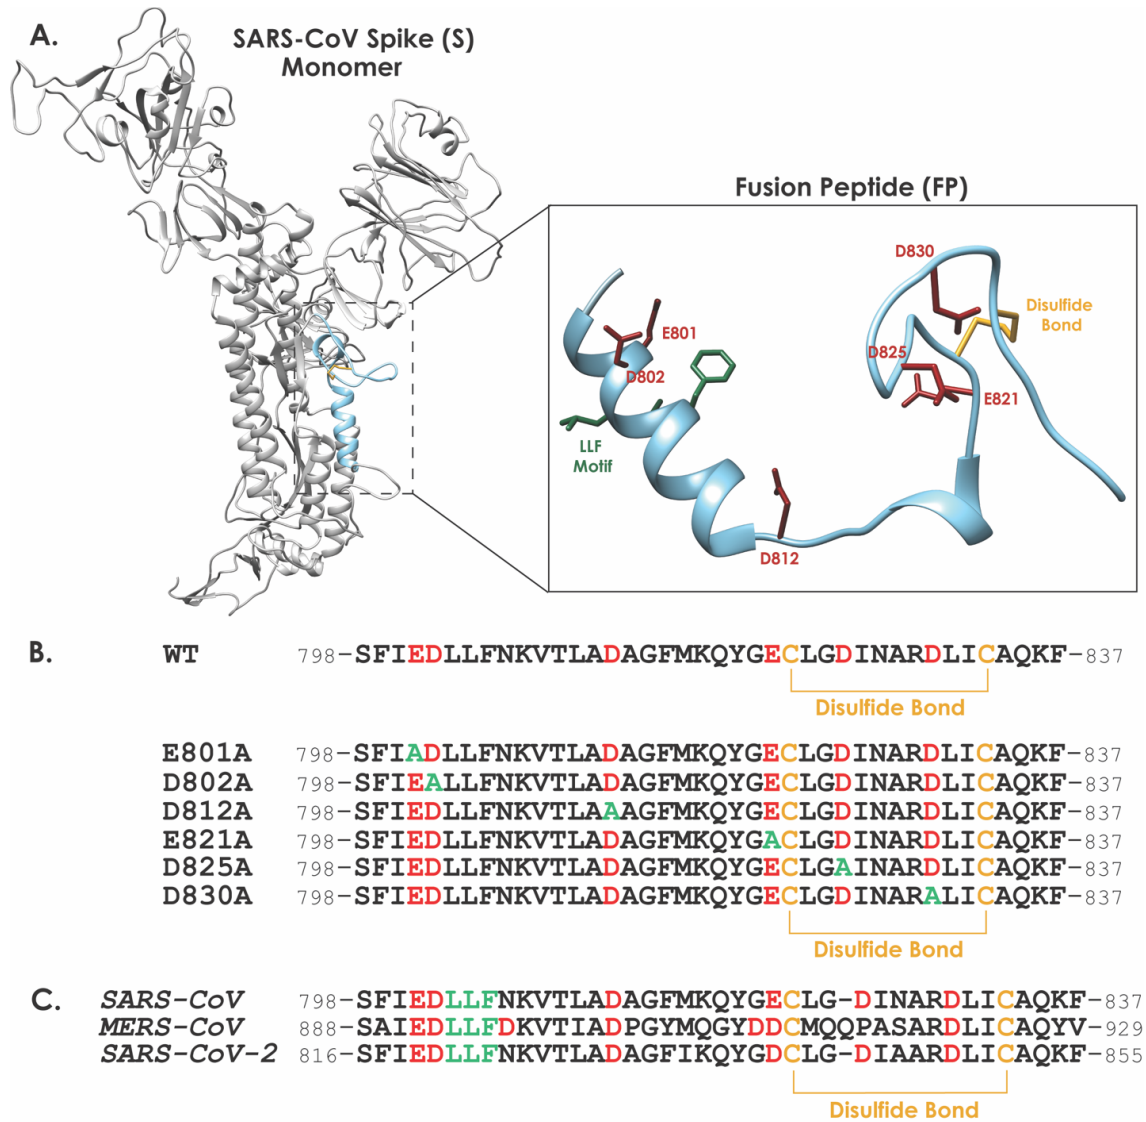 A.
SARS-CoV Spike (S)
Monomer
Fusion Peptide (FP)
D830
Disulfide
Bond
E801
D802
D825
E821
LLF
Motif
D812
B.
WT 798-SFIEDLLFNKVTLADAGFMKQYGECLGDINARDLICAQKF-837
Disulfide Bond
E801A 798-SFIADLLFNKVTLADAGFMKQYGECLGDINARDLICAQKF-837
D802A 798-SFIEALLFNKVTLADAGFMKQYGECLGDINARDLICAQKF-837
D812A 798-SFIEDLLFNKVTLAAAGFMKQYGECLGDINARDLICAQKF-837
E821A 798-SFIEDLLFNKVTLADAGFMKQYGACLGDINARDLICAQKF-837
D825A 798-SFIEDLLFNKVTLADAGFMKQYGECLGAINARDLICAQKF-837
D830A 798-SFIEDLLFNKVTLADAGFMKQYGECLGDINARALICAQKF-837
Disulfide Bond
C.
SARS-CoV 798-SFIEDLLFNKVTLADAGFMKQYGECLG-DINARDLICAQKF-837
MERS-CoV 888-SAIEDLLFDKVTIADPGYMQGYDDCMQQPASARDLICAQYV-929
SARS-CoV-2 816-SFIEDLLFNKVTLADAGFIKQYGDCLG-DIAARDLICAQKF-855
Disulfide Bond